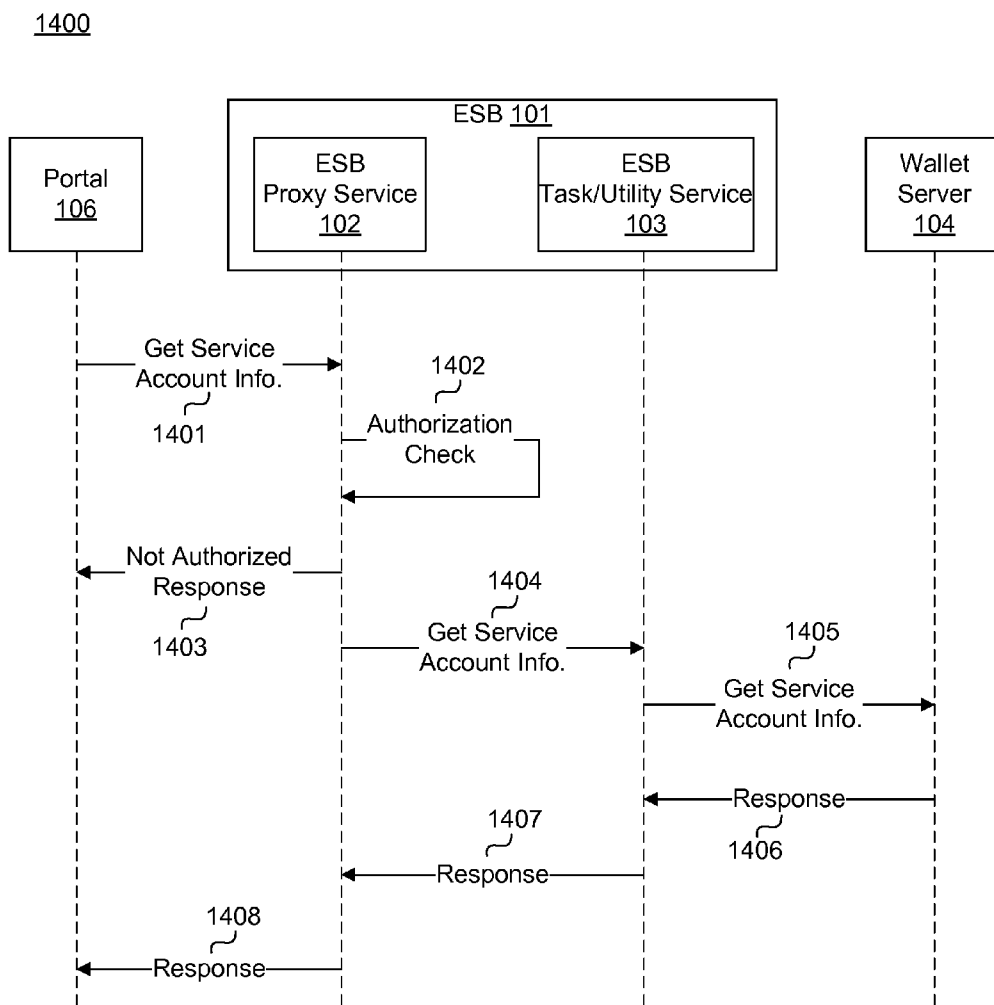 1400
ESB 101
Portal
106
ESB
Proxy Service
102
ESB
Task/Utility Service
103
Wallet
Server
104
Get Service
Account Info.
1401
1402
Authorization
Check
Not Authorized
Response
1403
1404
Get Service
Account Info.
1405
Get Service
Account Info.
Response
1406
1407
Response
1408
Response